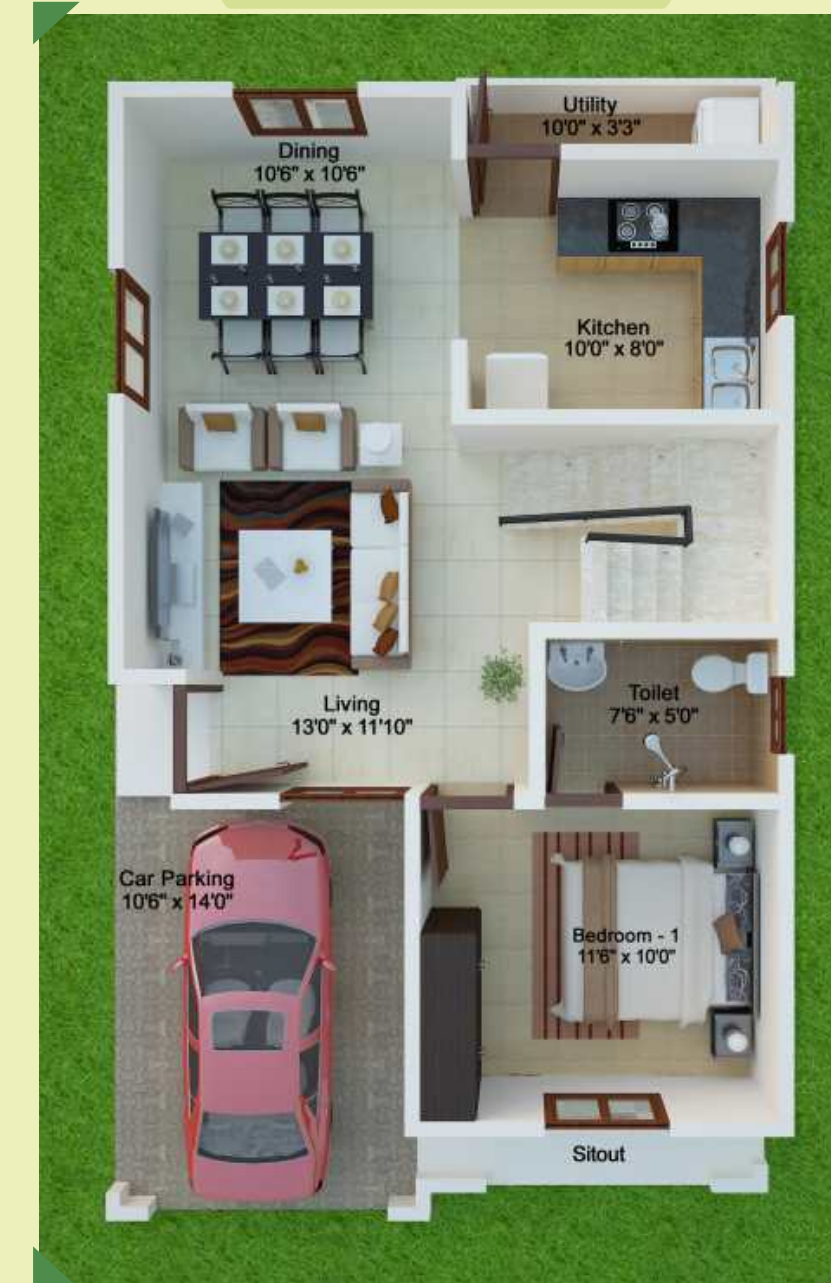 Utility
10'0" x 3'3"
Dining
10'6" x 10'6"
Kitchen
10'0" x 8'0"
Toilet
7'6" x 5'0"
Living
13'0" x 11'10"
Car Parking
10'6" x 14'0"
Bedroom - 1
11'6" x 10'0"
Sitout